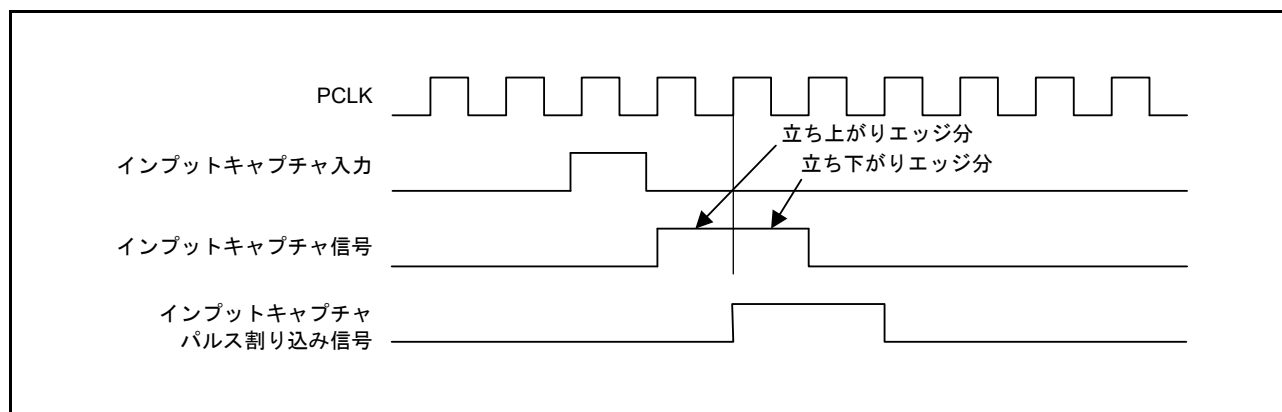 PCLK
立ち上がりエッジ分
立ち下がりエッジ分
インプットキャプチャ入力
インプットキャプチャ信号
インプットキャプチャ
パルス割り込み信号